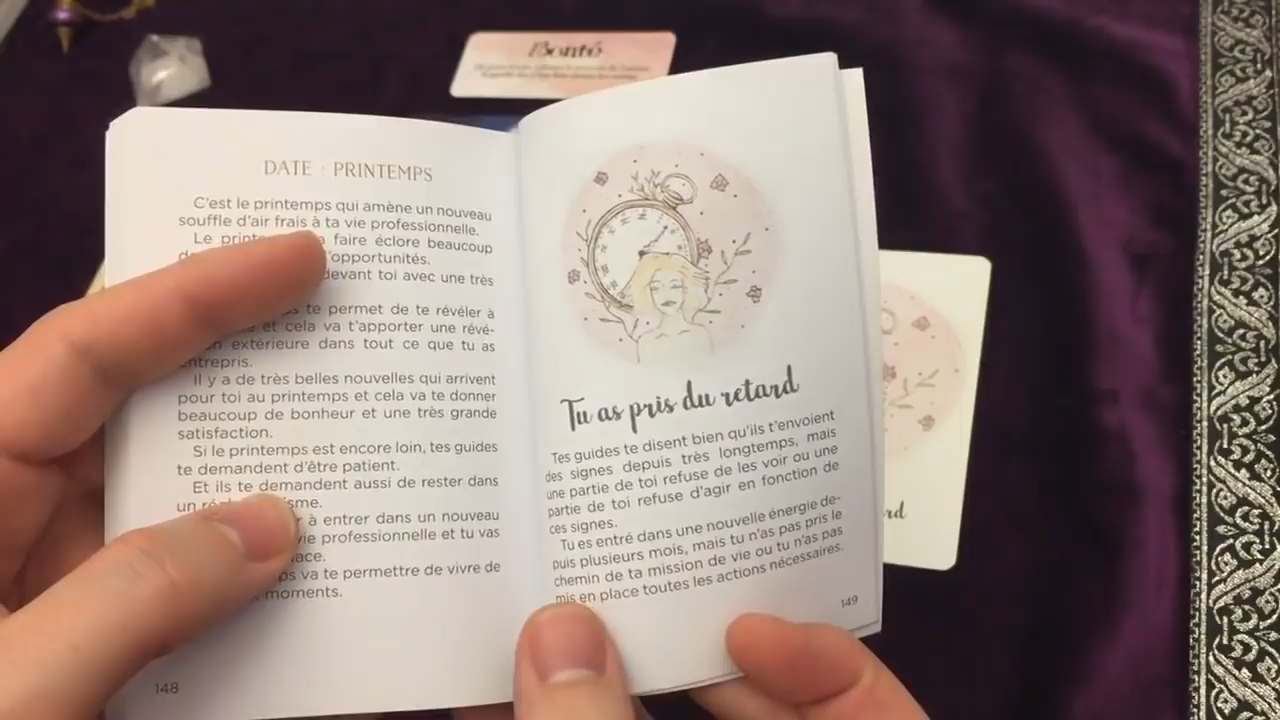 Bonté
DATE · PRINTEMPS
C'est le printemps qui amène un nouveau
souffle d'air frais à ta vie professionnelle.
Le faire éclore beaucoup
d'opportunités.
devant toi avec une très
te permet de te révéler à
et cela va t'apporter une révé-
extérieure dans tout ce que tu as
entrepris.
Il y a de très belles nouvelles qui arrivent
pour toi au printemps et cela va te donner
beaucoup de bonheur et une très grande
satisfaction.
Si le printemps est encore loin, tes guides
te demandent d'être patient.
Et ils te demandent aussi de rester dans
un
à entrer dans un nouveau
vie professionnelle et tu vas
va te permettre de vivre de
moments.
148
Tu as pris du retard
Tes guides te disent bien qu'ils t'envoient
des signes depuis très longtemps, mais
une partie de toi refuse de les voir ou une
partie de toi refuse d'agir en fonction de
ces signes.
Tu es entré dans une nouvelle énergie de-
puis plusieurs mois, mais tu n'as pas pris le
chemin de ta mission de vie ou tu n'as pas
mis en place toutes les actions nécessaires.
149
rd